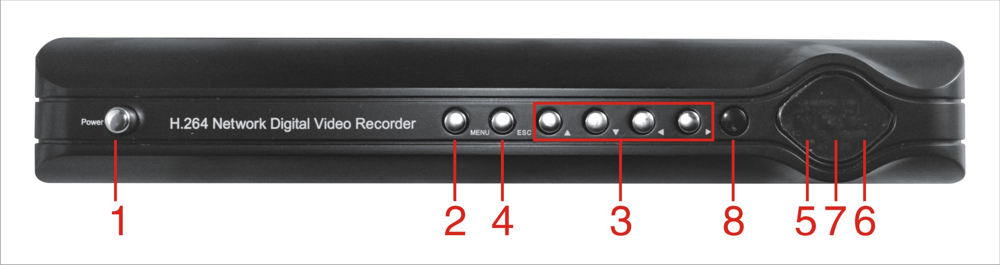 Power H.264 Network Digital Video Recorder MENU ESC ▲ ▼ ◀ ▶
1 2 4 3 8 5 7 6